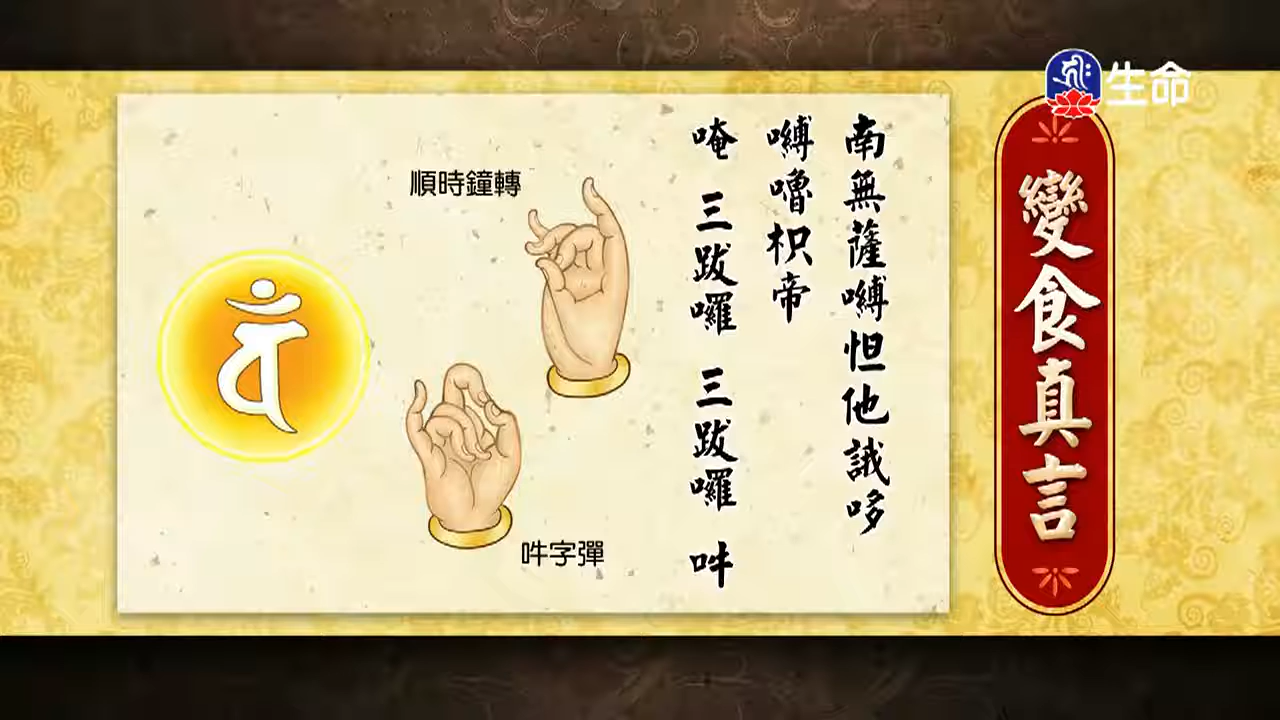 生命
變食真言
南無薩嚩怛他誐哆
嚩嚕枳帝
唵 三跋囉 三跋囉 吽
順時鐘轉
吽字彈